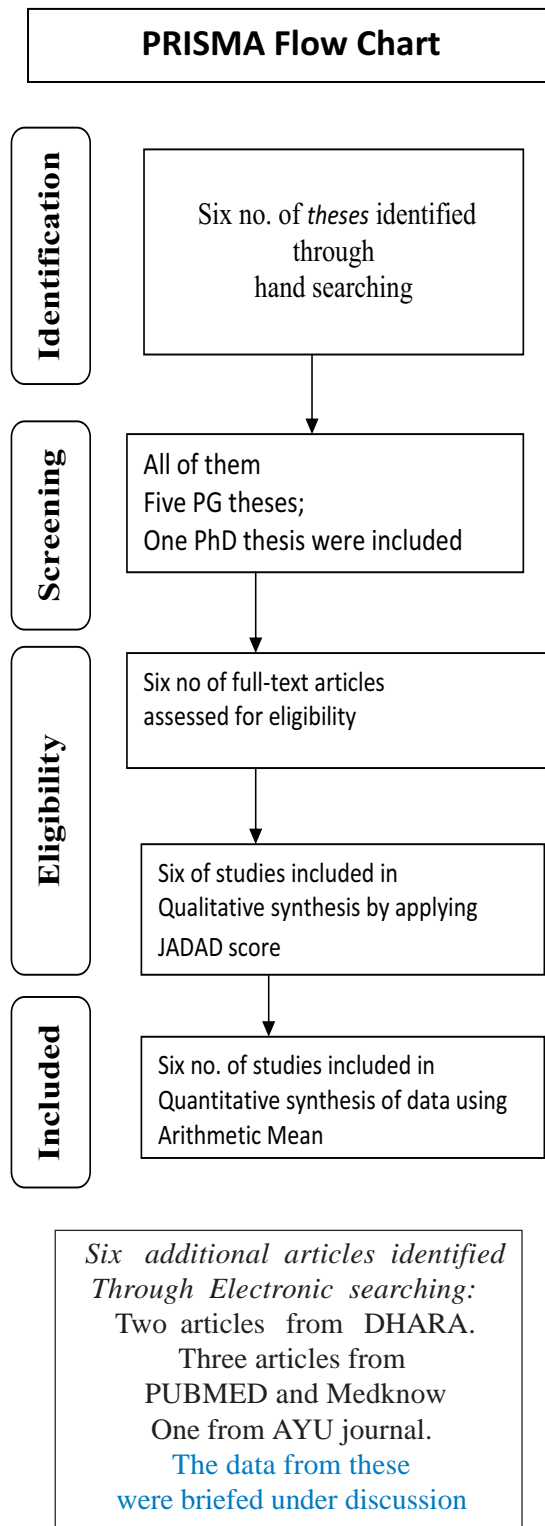 PRISMA Flow Chart
Identification
Six no. of theses identified
through
hand searching
Screening
All of them
Five PG theses;
One PhD thesis were included
Eligibility
Six no of full-text articles
assessed for eligibility
Six of studies included in
Qualitative synthesis by applying
JADAD score
Included
Six no. of studies included in
Quantitative synthesis of data using
Arithmetic Mean
Six additional articles identified
Through Electronic searching:
Two articles from DHARA.
Three articles from
PUBMED and Medknow
One from AYU journal.
The data from these
were briefed under discussion